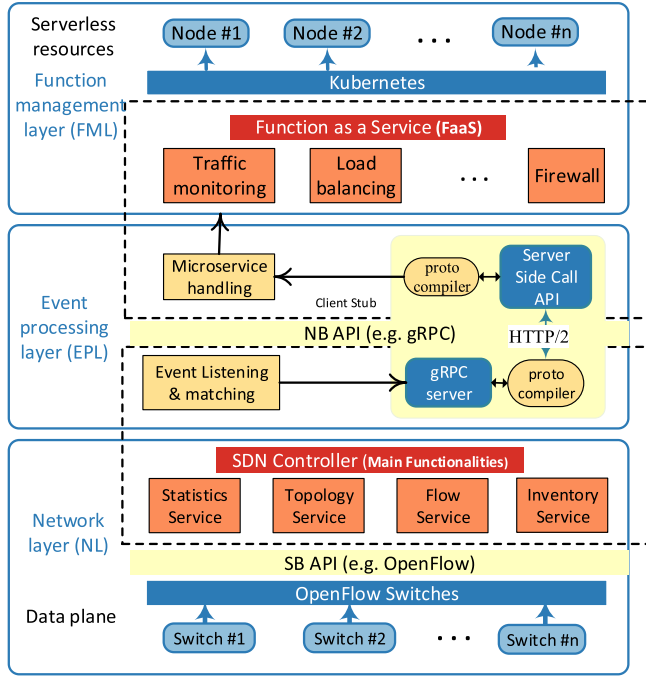 Serverless
resources
Node #1
Node #2
. . .
Node #n
Kubernetes
Function
management
layer (FML)
Function as a Service (FaaS)
Traffic
monitoring
Load
balancing
. . .
Firewall
Event
processing
layer (EPL)
Microservice
handling
proto
compiler
Server
Side Call
API
Client Stub
NB API (e.g. gRPC)
HTTP/2
Event Listening
& matching
gRPC
server
proto
compiler
Network
layer (NL)
SDN Controller (Main Functionalities)
Statistics
Service
Topology
Service
Flow
Service
Inventory
Service
SB API (e.g. OpenFlow)
OpenFlow Switches
Data plane
Switch #1
Switch #2
. . .
Switch #n